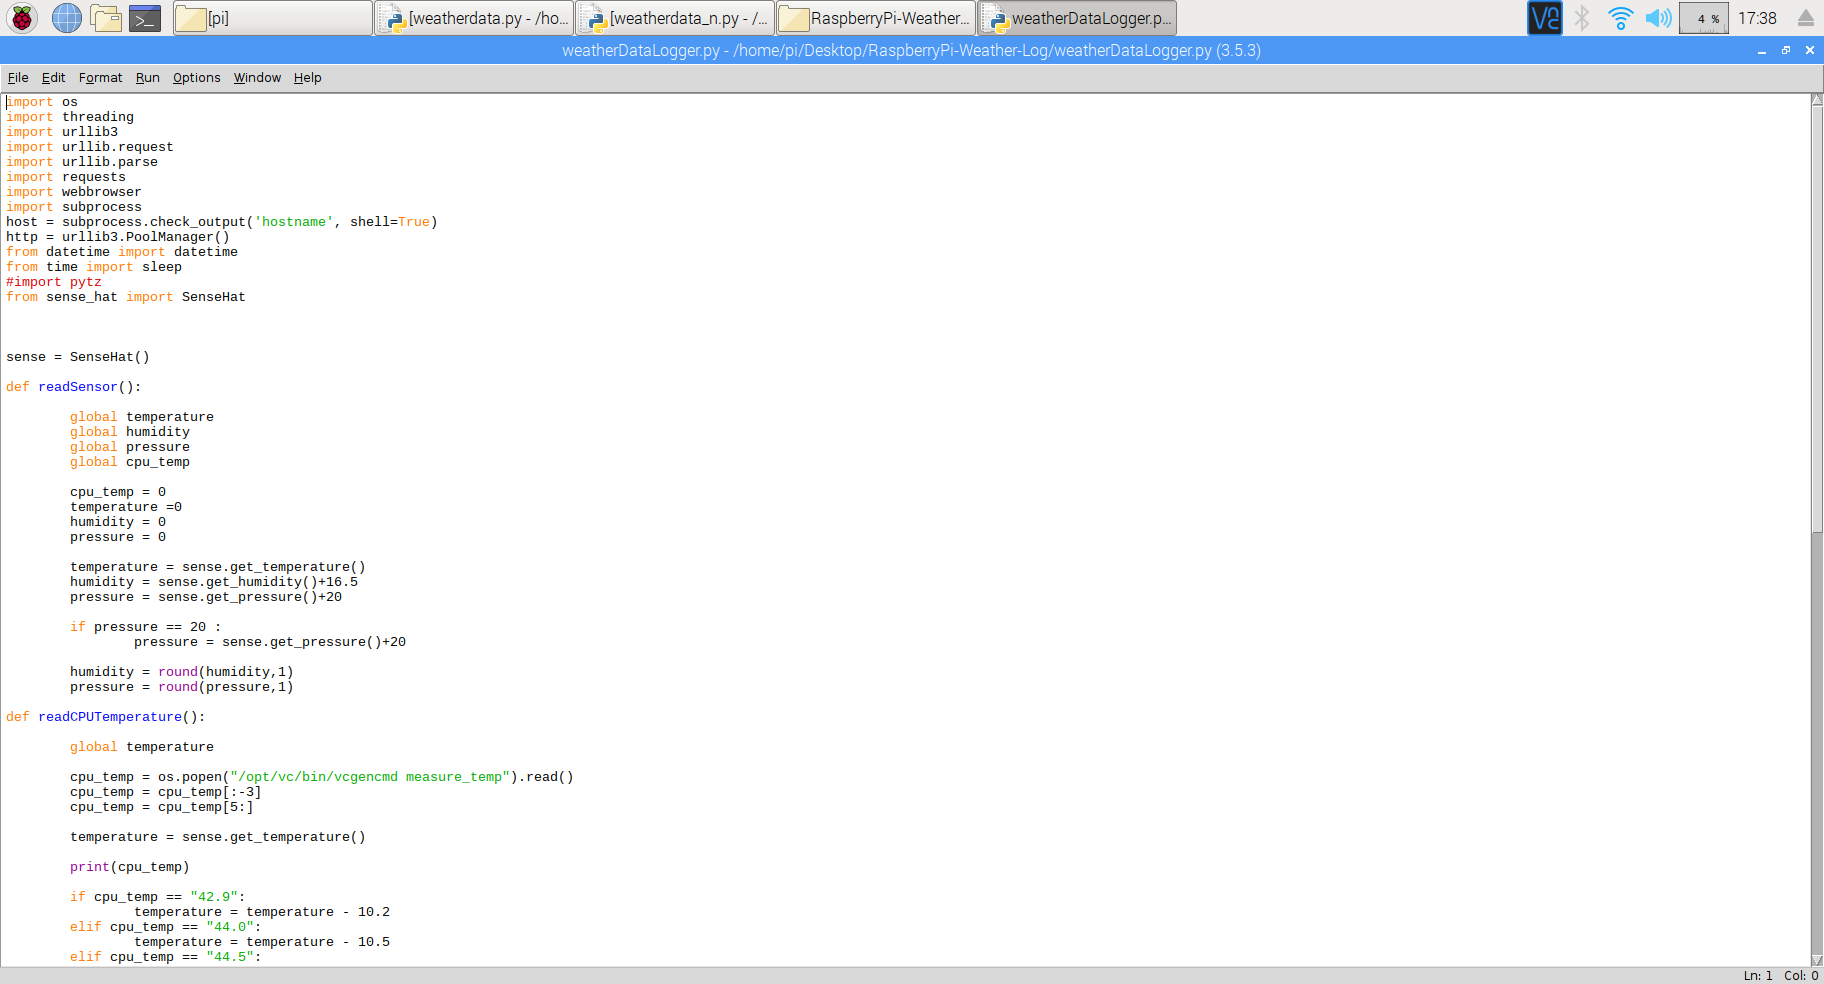 [pi]
[weatherdata.py - /ho...
[weatherdata_n.py - /...
RaspberryPi-Weather...
weatherDataLogger.p...
V2
4 %
17:38
weatherDataLogger.py - /home/pi/Desktop/RaspberryPi-Weather-Log/weatherDataLogger.py (3.5.3)
File Edit Format Run Options Window Help
import os
import threading
import urllib3
import urllib.request
import urllib.parse
import requests
import webbrowser
import subprocess
host = subprocess.check_output('hostname', shell=True)
http = urllib3.PoolManager()
from datetime import datetime
from time import sleep
#import pytz
from sense_hat import SenseHat
sense = SenseHat()
def readSensor():
global temperature
global humidity
global pressure
global cpu_temp
cpu_temp = 0
temperature =0
humidity = 0
pressure = 0
temperature = sense.get_temperature()
humidity = sense.get_humidity()+16.5
pressure = sense.get_pressure()+20
if pressure == 20 :
pressure = sense.get_pressure()+20
humidity = round(humidity,1)
pressure = round(pressure,1)
def readCPUTemperature():
global temperature
cpu_temp = os.popen("/opt/vc/bin/vcgencmd measure_temp").read()
cpu_temp = cpu_temp[:-3]
cpu_temp = cpu_temp[5:]
temperature = sense.get_temperature()
print(cpu_temp)
if cpu_temp == "42.9":
temperature = temperature - 10.2
elif cpu_temp == "44.0":
temperature = temperature - 10.5
elif cpu_temp == "44.5":
Ln: 1 Col: 0